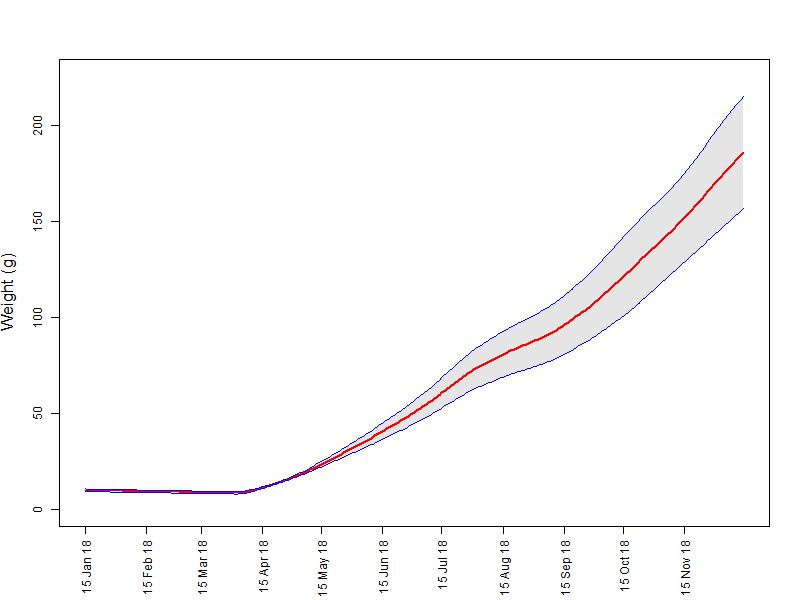 Weight (g)
200
150
100
50
0
15 Jan 18
15 Feb 18
15 Mar 18
15 Apr 18
15 May 18
15 Jun 18
15 Jul 18
15 Aug 18
15 Sep 18
15 Oct 18
15 Nov 18